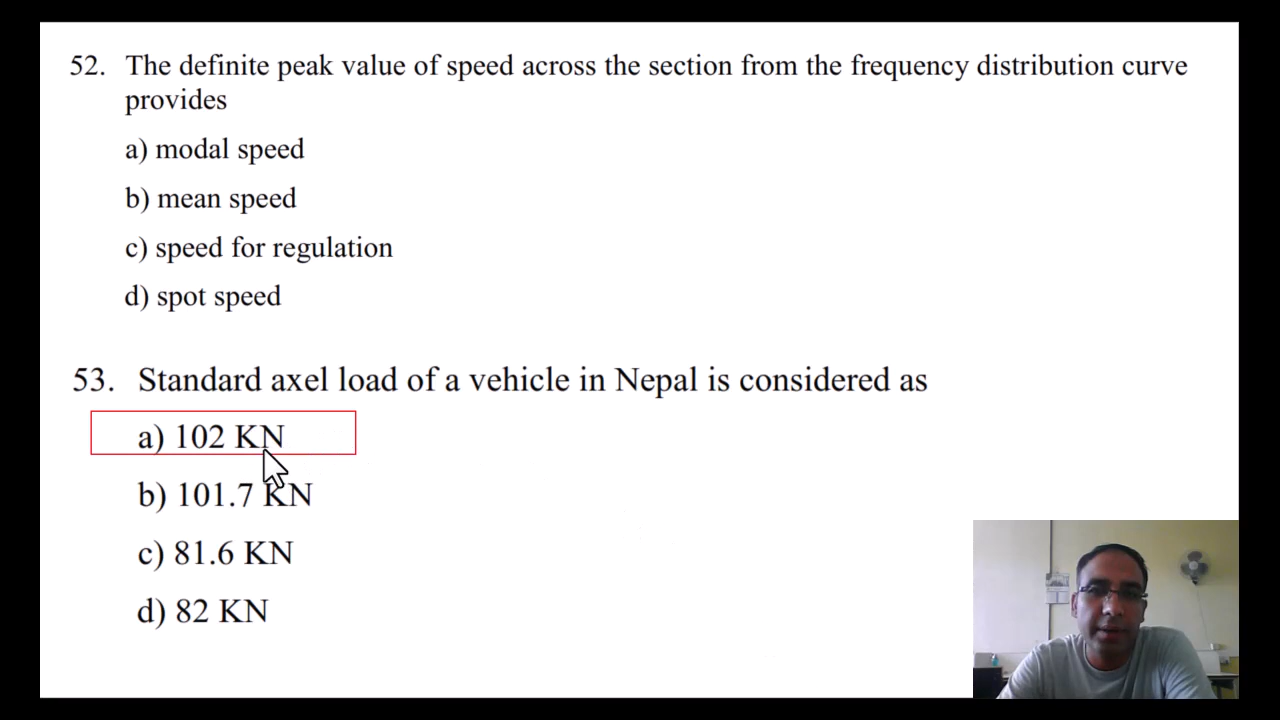 52. The definite peak value of speed across the section from the frequency distribution curve
provides
a) modal speed
b) mean speed
c) speed for regulation
d) spot speed
53. Standard axel load of a vehicle in Nepal is considered as
a) 102 KN
b) 101.7 KN
c) 81.6 KN
d) 82 KN